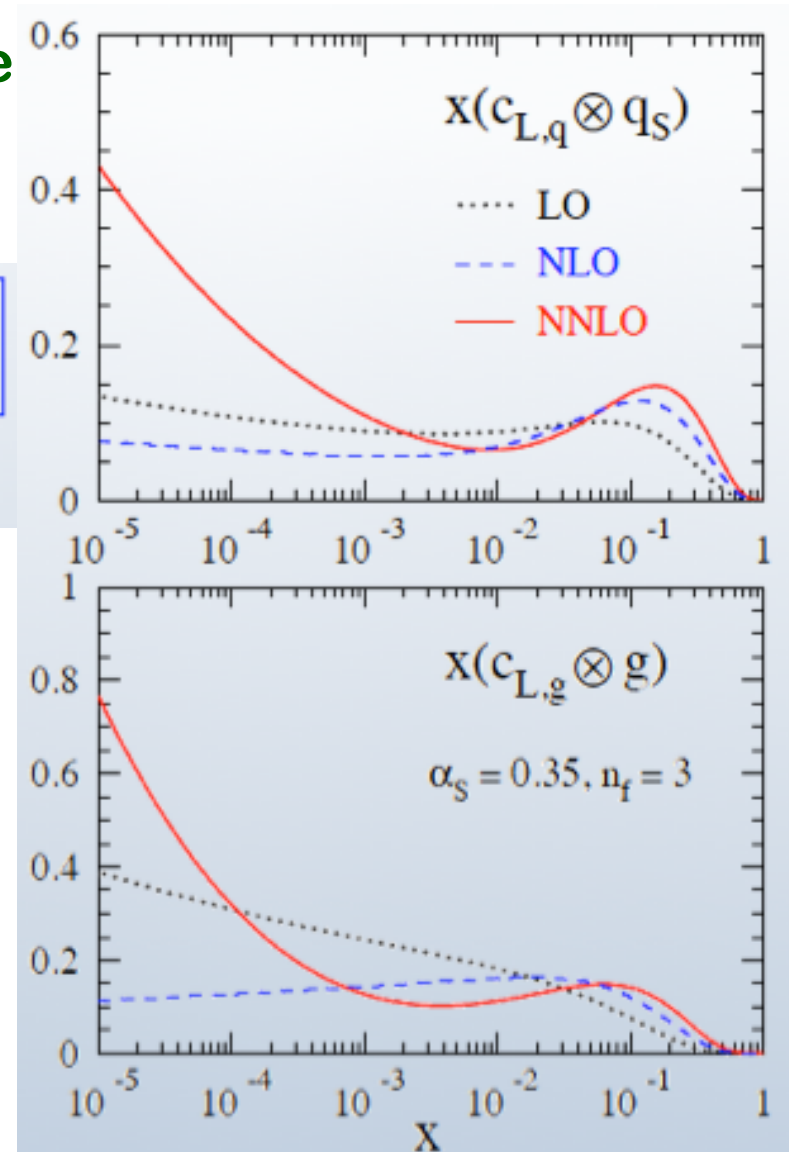 e
0.6
x(c_{L,q}⊗q_S)
LO
0.4
NLO
NNLO
0.2
0
10^{-5} 10^{-4} 10^{-3} 10^{-2} 10^{-1} 1
1
x(c_{L,g}⊗g)
0.8
α_S = 0.35, n_f = 3
0.6
0.4
0.2
0
10^{-5} 10^{-4} 10^{-3} 10^{-2} 10^{-1} 1
x